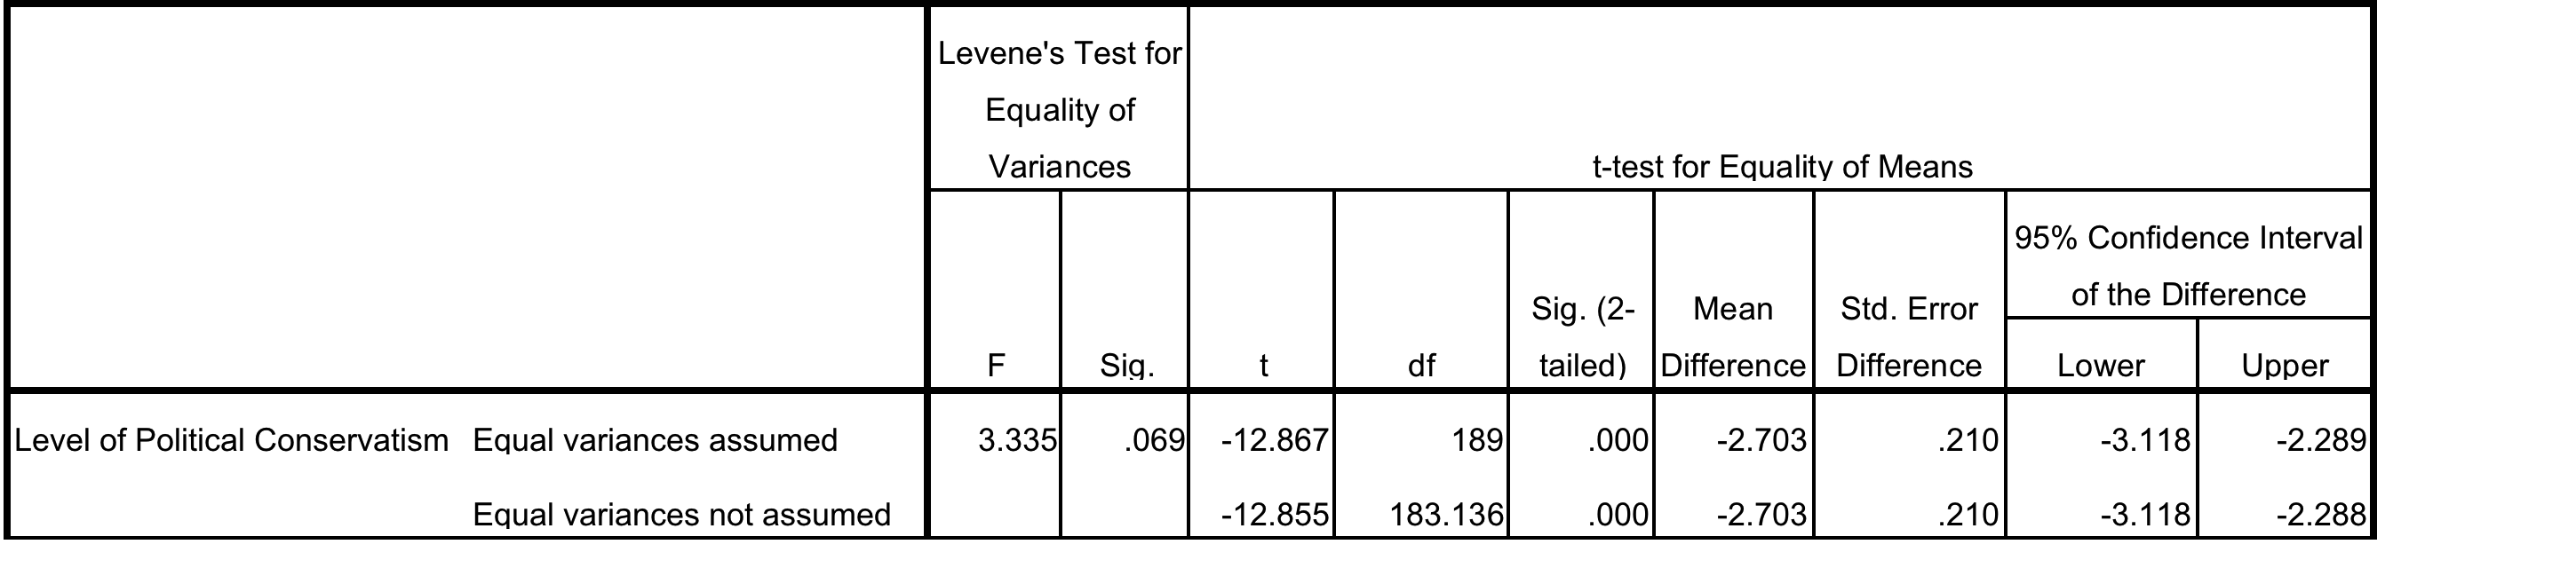 Levene's Test for
Equality of
Variances
t-test for Equality of Means
95% Confidence Interval
of the Difference
Sig. (2-
Mean
Std. Error
F
Sig.
t
df
tailed)
Difference
Difference
Lower
Upper
Level of Political Conservatism Equal variances assumed 3.335 .069 -12.867 189 .000 -2.703 .210 -3.118 -2.289
Equal variances not assumed -12.855 183.136 .000 -2.703 .210 -3.118 -2.288